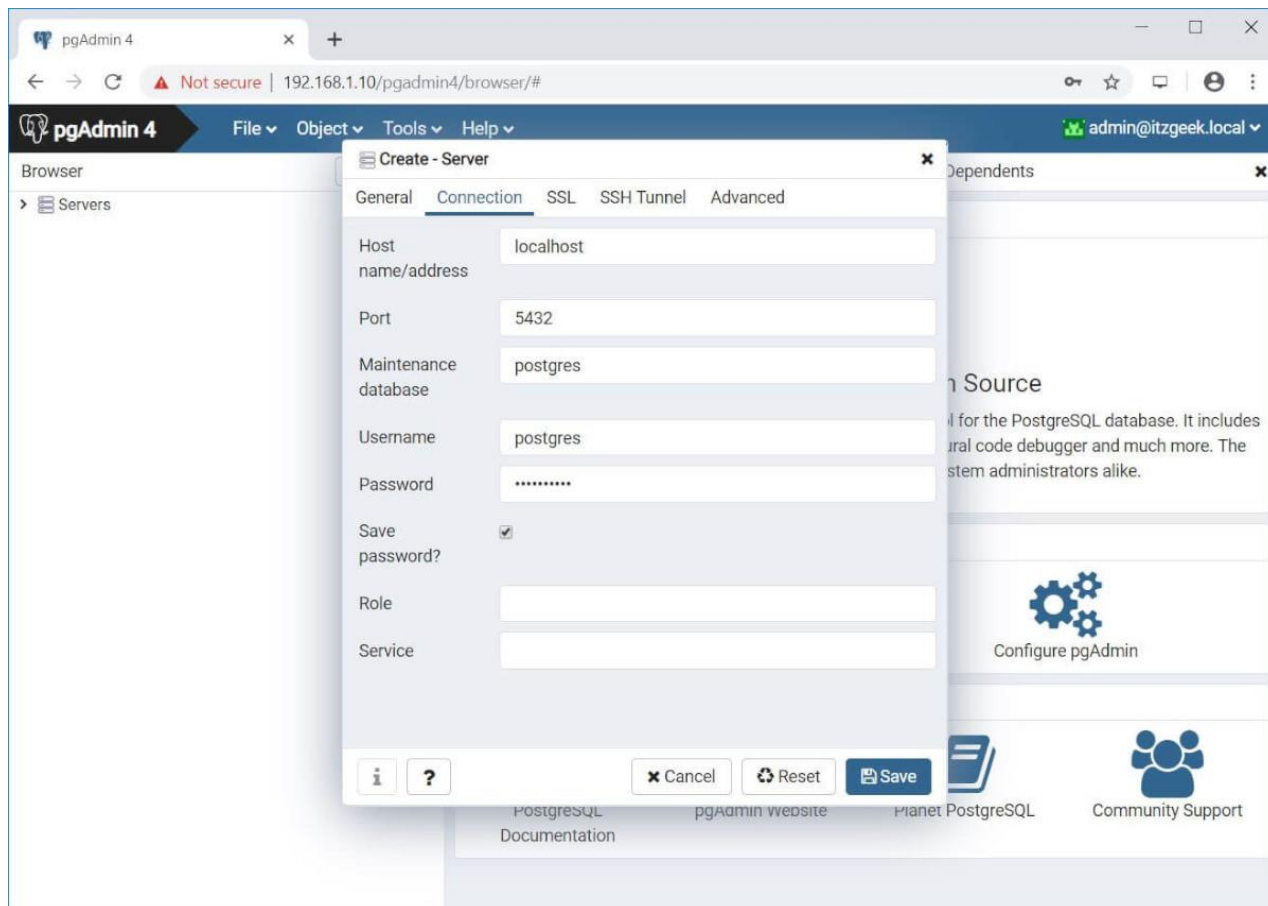 pgAdmin 4
Not secure | 192.168.1.10/pgadmin4/browser/#
pgAdmin 4 File Object Tools Help admin@itzgeek.local
Browser
Servers
Create - Server
Dependents
General Connection SSL SSH Tunnel Advanced
Host
name/address
localhost
Port
5432
Maintenance
database
postgres
Username
postgres
Password
••••••••••
Save
password?
Role
Service
Source
for the PostgreSQL database. It includes
code debugger and much more. The
administrators alike.
Configure pgAdmin
i ? Cancel Reset Save
PostgreSQL
Documentation
pgAdmin Website
Planet PostgreSQL
Community Support